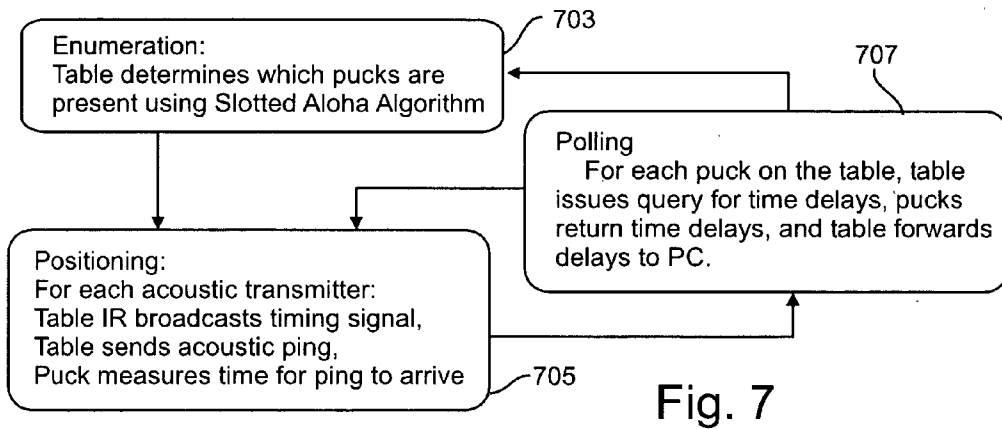 703
Enumeration:
Table determines which pucks are
present using Slotted Aloha Algorithm
707
Polling
For each puck on the table, table
issues query for time delays, pucks
return time delays, and table forwards
delays to PC.
Positioning:
For each acoustic transmitter:
Table IR broadcasts timing signal,
Table sends acoustic ping,
Puck measures time for ping to arrive
705
Fig. 7